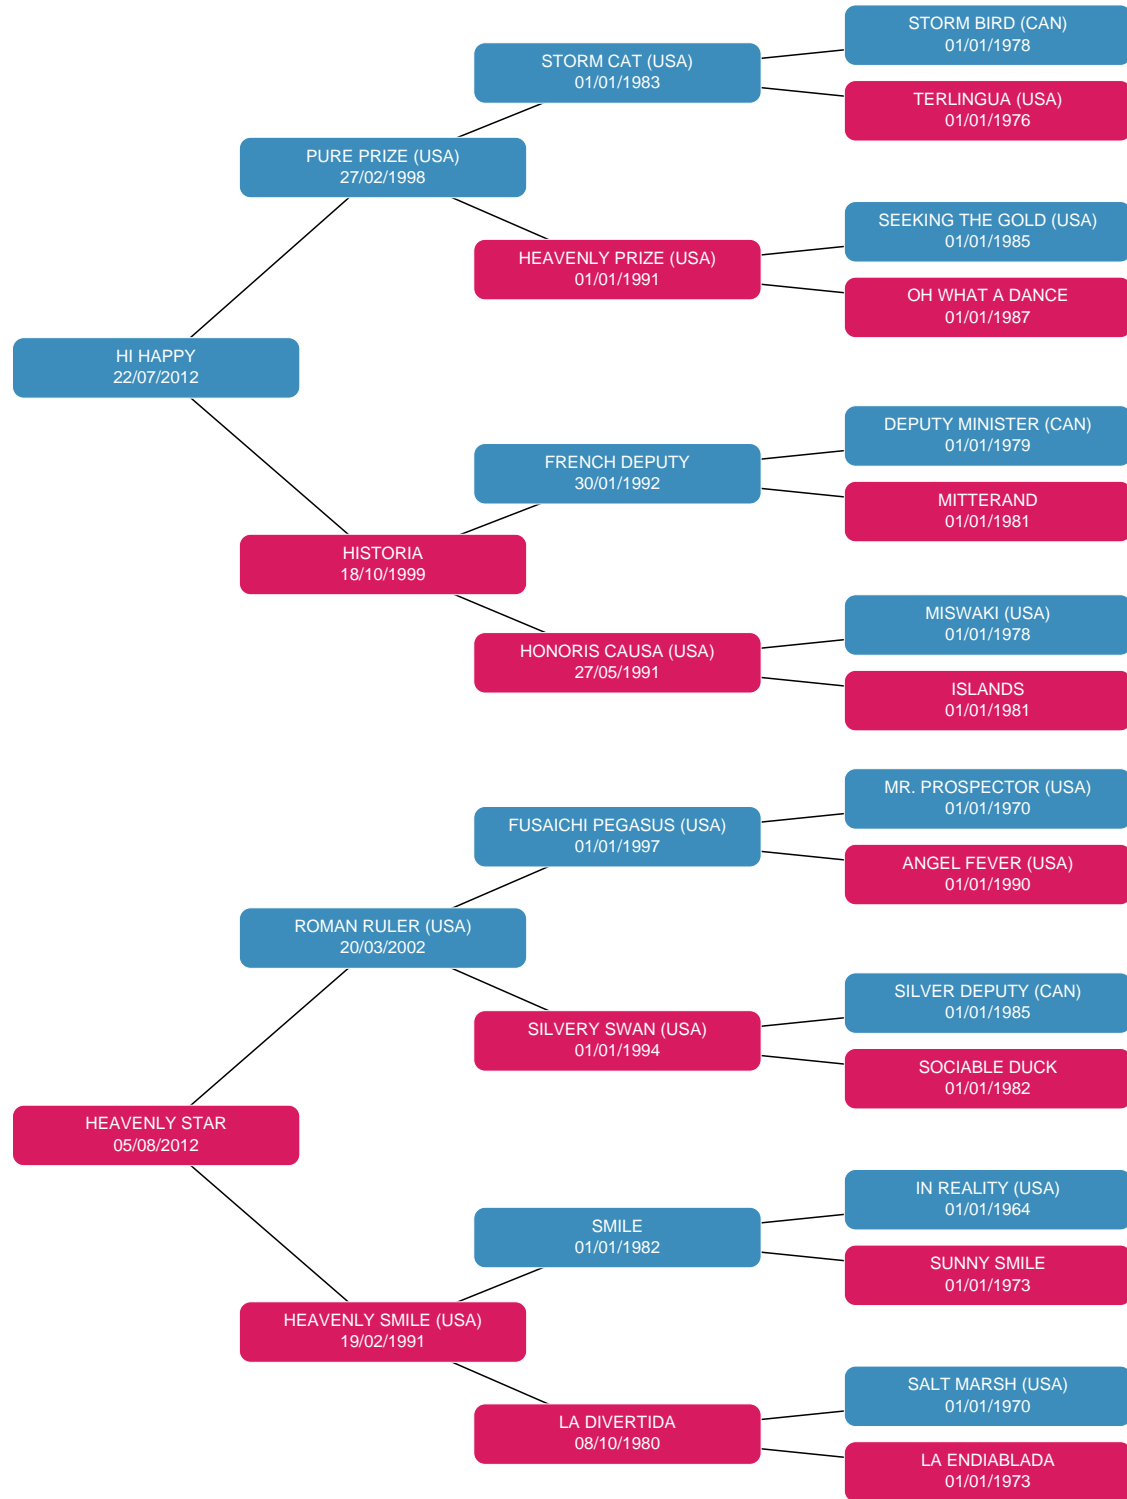 STORM BIRD (CAN)
01/01/1978
STORM CAT (USA)
01/01/1983
TERLINGUA (USA)
01/01/1976
PURE PRIZE (USA)
27/02/1998
SEEKING THE GOLD (USA)
01/01/1985
HEAVENLY PRIZE (USA)
01/01/1991
OH WHAT A DANCE
01/01/1987
HI HAPPY
22/07/2012
DEPUTY MINISTER (CAN)
01/01/1979
FRENCH DEPUTY
30/01/1992
MITTERAND
01/01/1981
HISTORIA
18/10/1999
MISWAKI (USA)
01/01/1978
HONORIS CAUSA (USA)
27/05/1991
ISLANDS
01/01/1981
MR. PROSPECTOR (USA)
01/01/1970
FUSAICHI PEGASUS (USA)
01/01/1997
ANGEL FEVER (USA)
01/01/1990
ROMAN RULER (USA)
20/03/2002
SILVER DEPUTY (CAN)
01/01/1985
SILVERY SWAN (USA)
01/01/1994
SOCIABLE DUCK
01/01/1982
HEAVENLY STAR
05/08/2012
IN REALITY (USA)
01/01/1964
SMILE
01/01/1982
SUNNY SMILE
01/01/1973
HEAVENLY SMILE (USA)
19/02/1991
SALT MARSH (USA)
01/01/1970
LA DIVERTIDA
08/10/1980
LA ENDIABLADA
01/01/1973